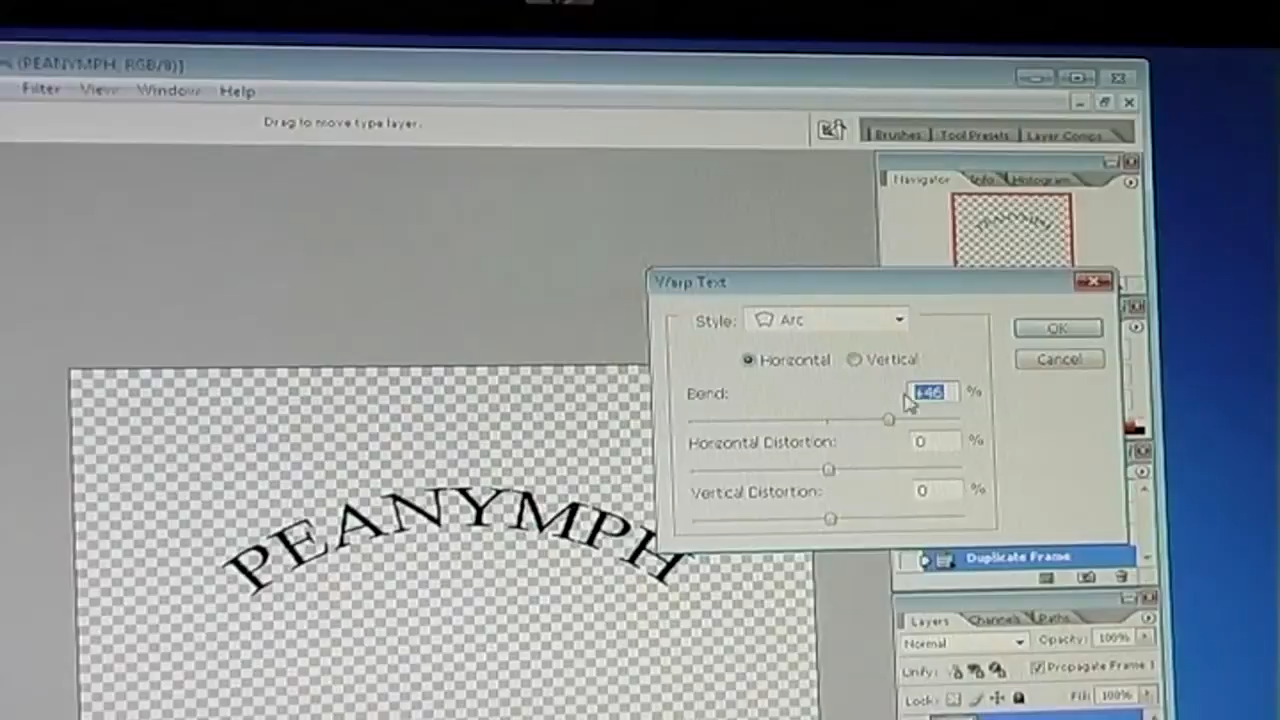 (PEANYMPH, RGB/8)]
Filter View Window Help
Drag to move type layer.
Brushes Tool Presets Layer Comps
Navigator Info Histogram
PEANYMPH
Warp Text
Style: Arc
OK
Horizontal Vertical
Cancel
Bend: +46 %
Horizontal Distortion: 0 %
Vertical Distortion: 0 %
PEANYMPH
Duplicate Frame
Layers Channels Paths
Normal Opacity: 100%
Unify: Propagate Frame 1
Lock: Fill: 100%